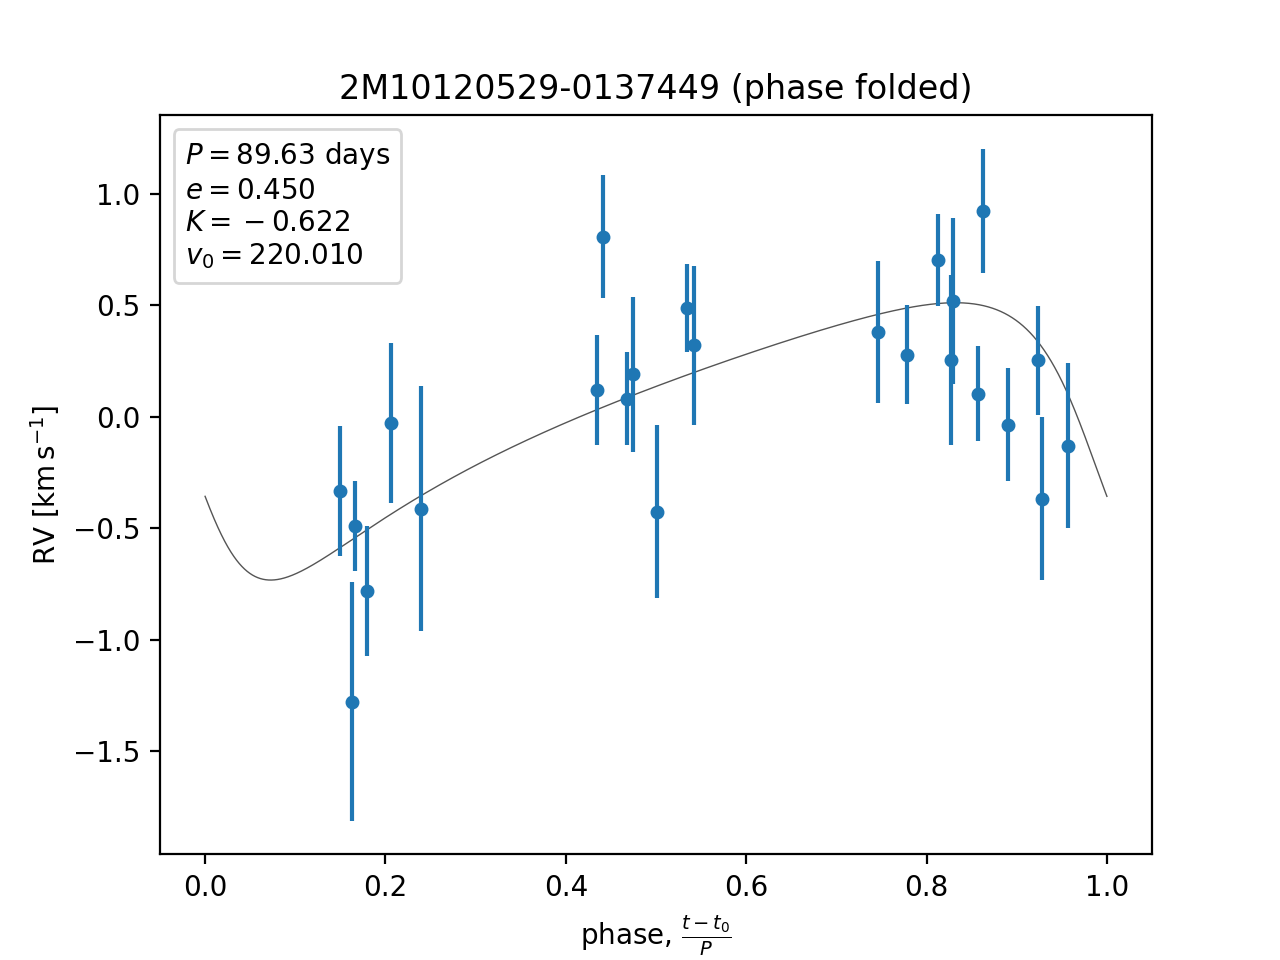 2M10120529-0137449 (phase folded)
P = 89.63 days
e = 0.450
K = −0.622
v₀ = 220.010
1.0
0.5
0.0
−0.5
−1.0
−1.5
RV [km s⁻¹]
0.0 0.2 0.4 0.6 0.8 1.0
phase, (t − t₀)/P